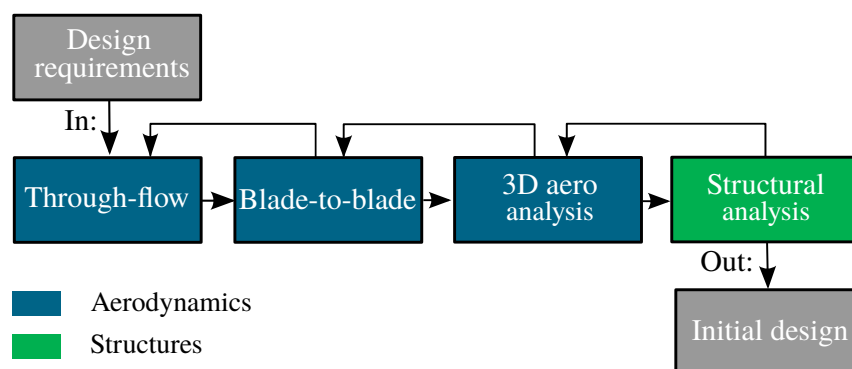 Design
requirements
In:
Through-flow
Blade-to-blade
3D aero
analysis
Structural
analysis
Out:
Aerodynamics
Structures
Initial design